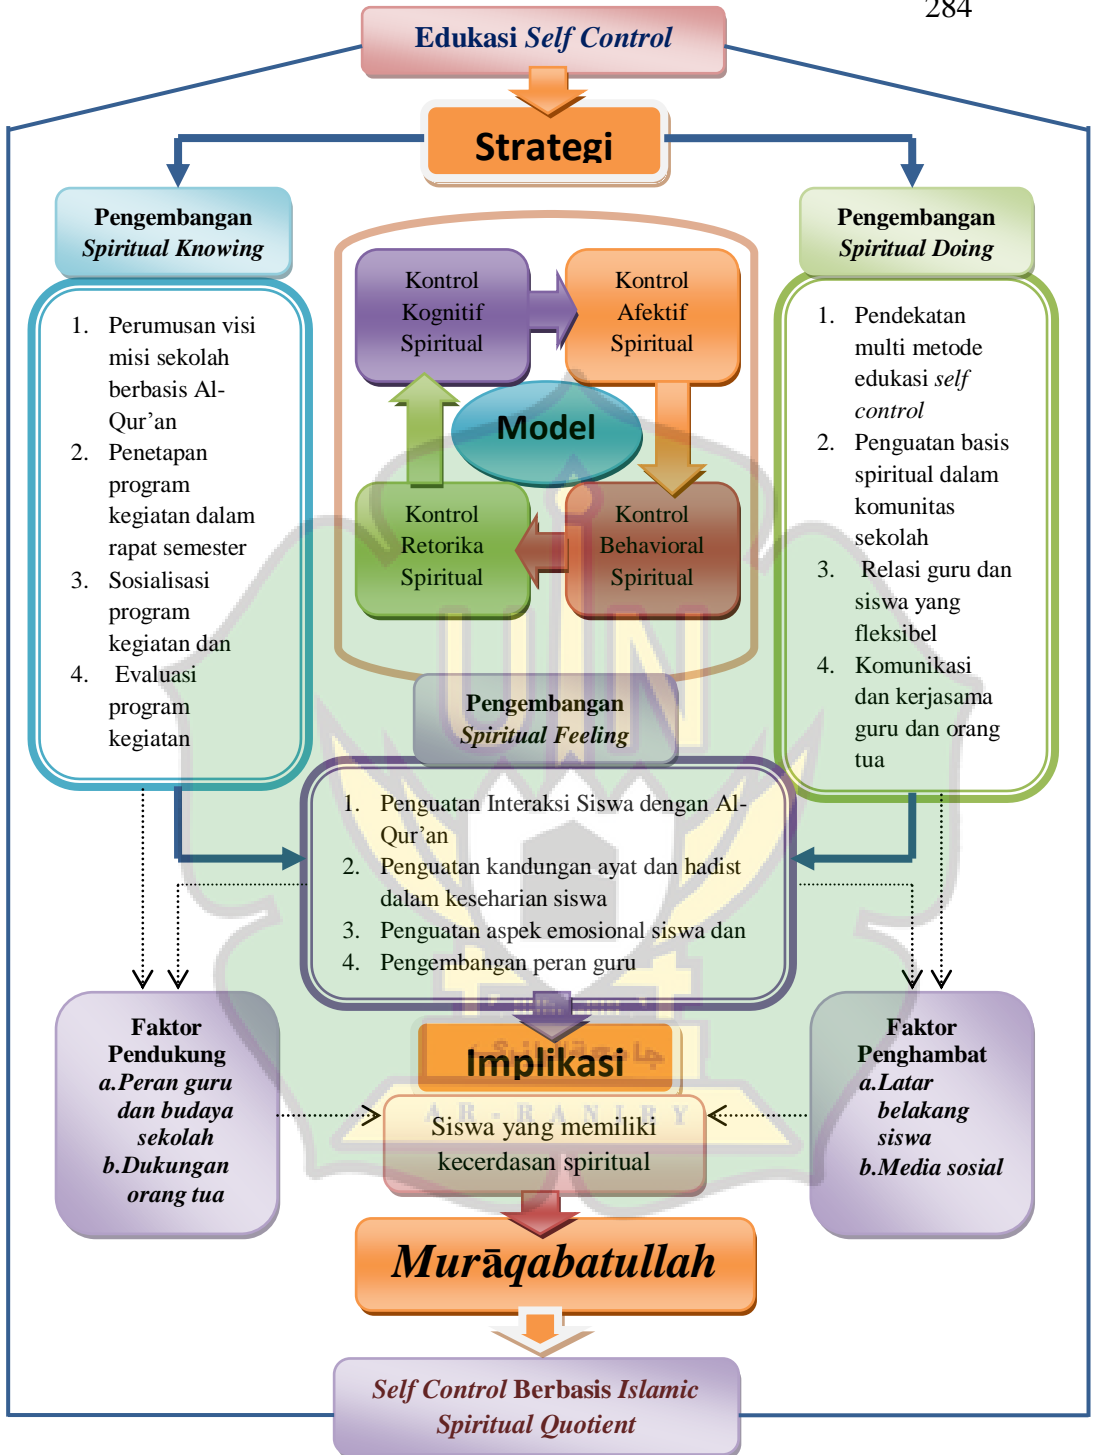 284
Edukasi Self Control
Strategi
Pengembangan
Spiritual Knowing
1. Perumusan visi
misi sekolah
berbasis Al-
Qur’an
2. Penetapan
program
kegiatan dalam
rapat semester
3. Sosialisasi
program
kegiatan dan
4. Evaluasi
program
kegiatan
Kontrol
Kognitif
Spiritual
Kontrol
Afektif
Spiritual
Model
Kontrol
Retorika
Spiritual
Kontrol
Behavioral
Spiritual
Pengembangan
Spiritual Doing
1. Pendekatan
multi metode
edukasi self
control
2. Penguatan basis
spiritual dalam
komunitas
sekolah
3. Relasi guru dan
siswa yang
fleksibel
4. Komunikasi
dan kerjasama
guru dan orang
tua
UIN
Pengembangan
Spiritual Feeling
1. Penguatan Interaksi Siswa dengan Al-
Qur’an
2. Penguatan kandungan ayat dan hadist
dalam keseharian siswa
3. Penguatan aspek emosional siswa dan
4. Pengembangan peran guru
Faktor
Pendukung
a.Peran guru
dan budaya
sekolah
b.Dukungan
orang tua
Implikasi
جامعة الرانري
AR-RANIRY
Siswa yang memiliki
kecerdasan spiritual
Faktor
Penghambat
a.Latar
belakang
siswa
b.Media sosial
Murāqabatullah
Self Control Berbasis Islamic
Spiritual Quotient